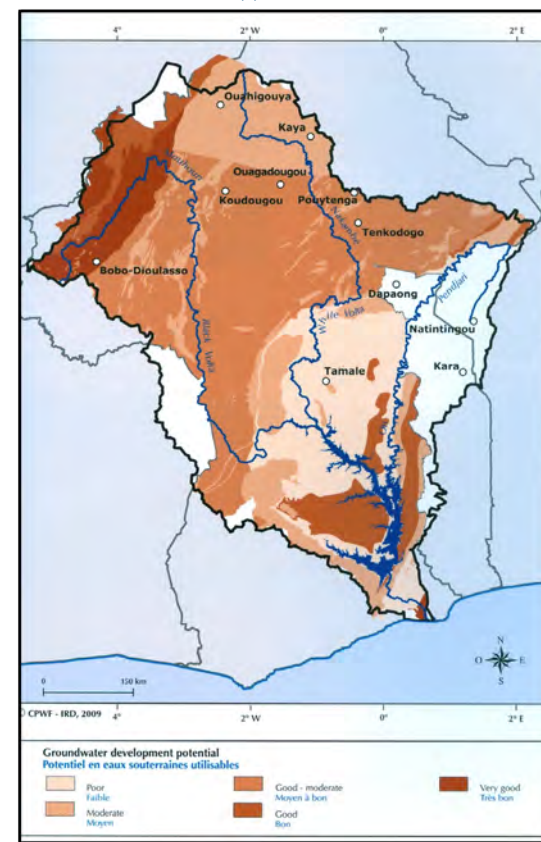 4° 2° W 0° 2° E
Ouahigouya
Kaya
Ouagadougou
Koudougou
Pouytenga
Nakambe
Tenkodogo
Mouhoun
Bobo-Dioulasso
Dapaong
Pendjari
White Volta
Natintingou
Black Volta
Tamale
Kara
N
O E
S
0 150 km
CPWF - IRD, 2009
4° 2° W 0° 2° E
Groundwater development potential
Potentiel en eaux souterraines utilisables
Poor
Faible
Good - moderate
Moyen à bon
Very good
Très bon
Moderate
Moyen
Good
Bon